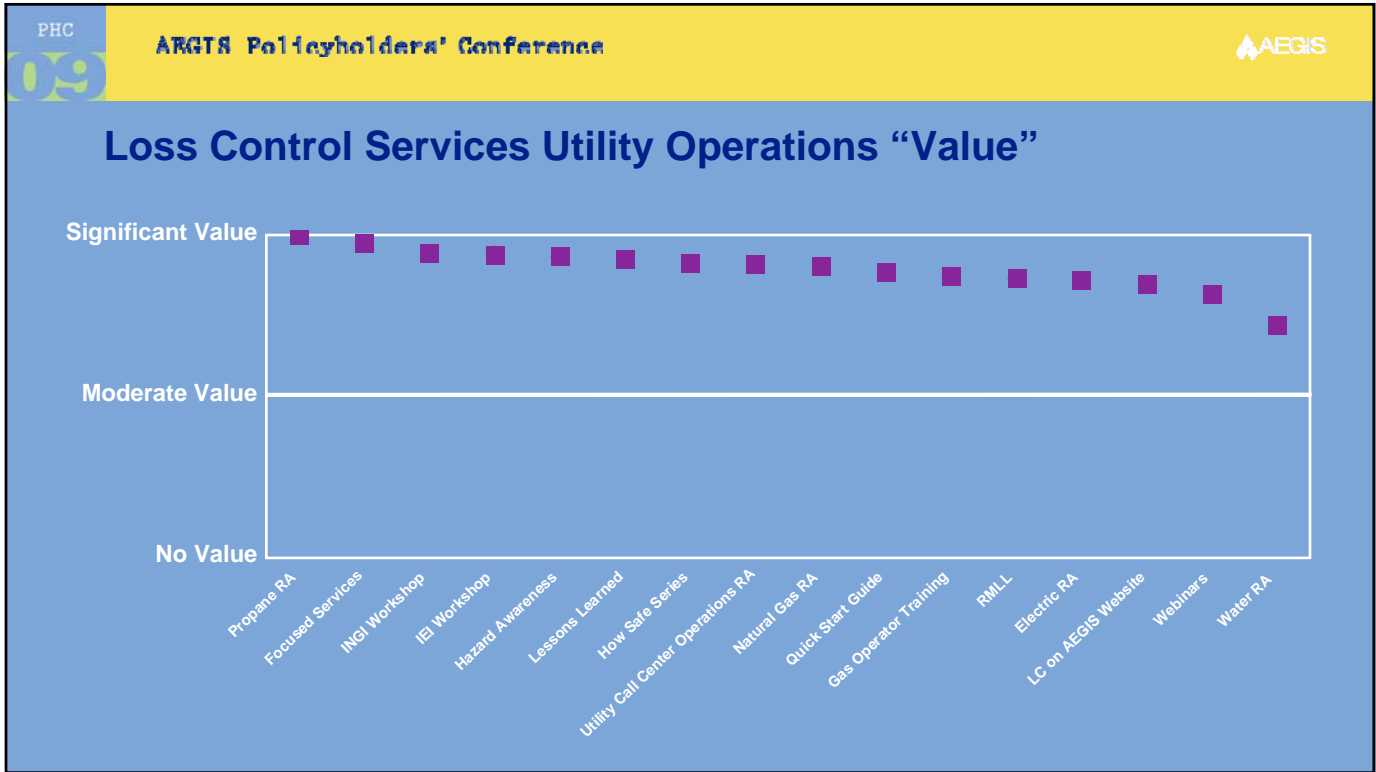 PHC
09
AEGIS Policyholders' Conference
AEGIS
Loss Control Services Utility Operations “Value”
Significant Value
Moderate Value
No Value
Propane RA
Focused Services
INGI Workshop
IEI Workshop
Hazard Awareness
Lessons Learned
How Safe Series
Utility Call Center Operations RA
Natural Gas RA
Quick Start Guide
Gas Operator Training
RMLL
Electric RA
LC on AEGIS Website
Webinars
Water RA